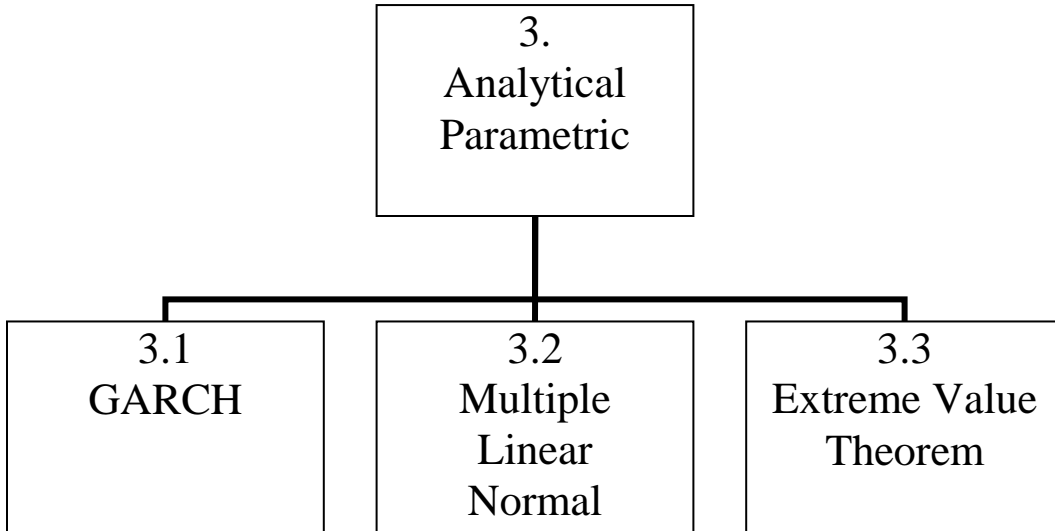 3.
Analytical
Parametric
3.1
GARCH
3.2
Multiple
Linear
Normal
3.3
Extreme Value
Theorem